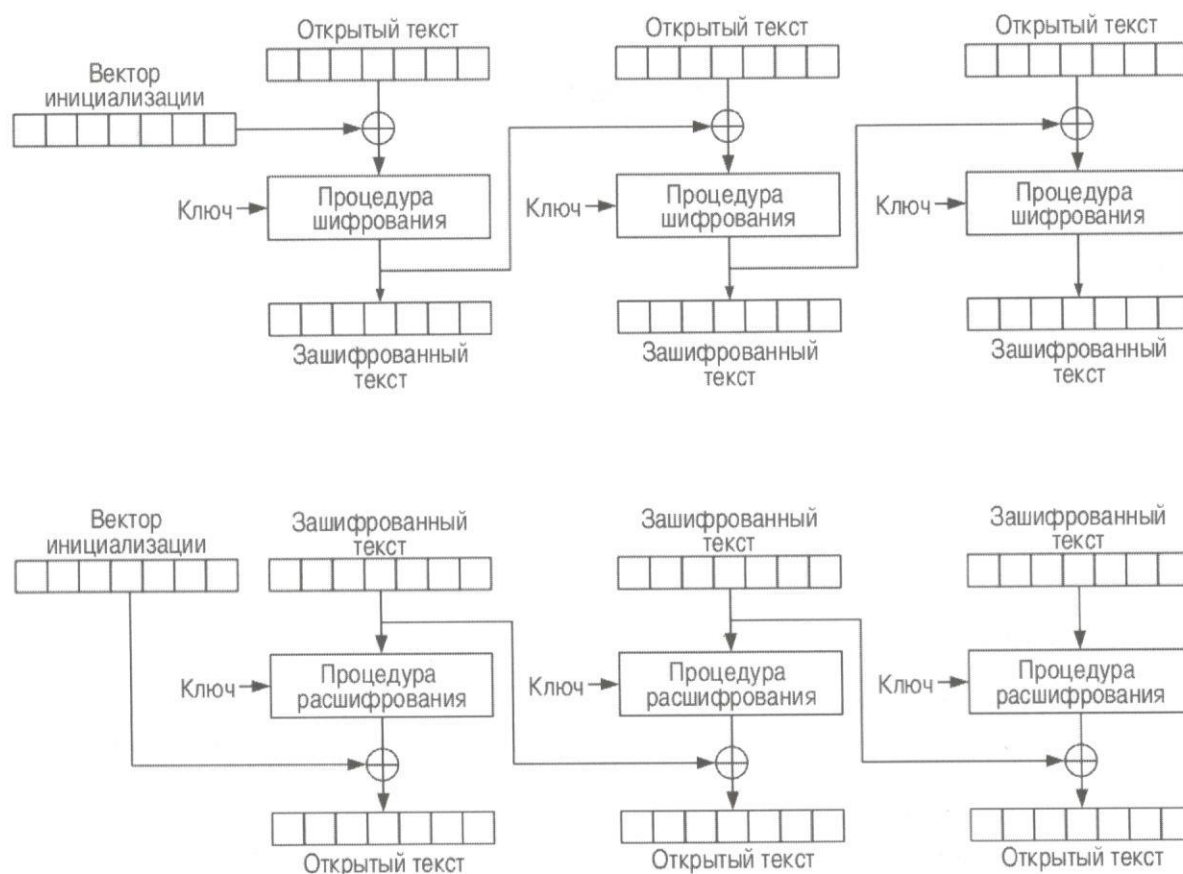 Открытый текст
Открытый текст
Открытый текст
Вектор
инициализации
Ключ
Процедура
шифрования
Ключ
Процедура
шифрования
Ключ
Процедура
шифрования
Зашифрованный
текст
Зашифрованный
текст
Зашифрованный
текст
Вектор
инициализации
Зашифрованный
текст
Зашифрованный
текст
Зашифрованный
текст
Ключ
Процедура
расшифрования
Ключ
Процедура
расшифрования
Ключ
Процедура
расшифрования
Открытый текст
Открытый текст
Открытый текст